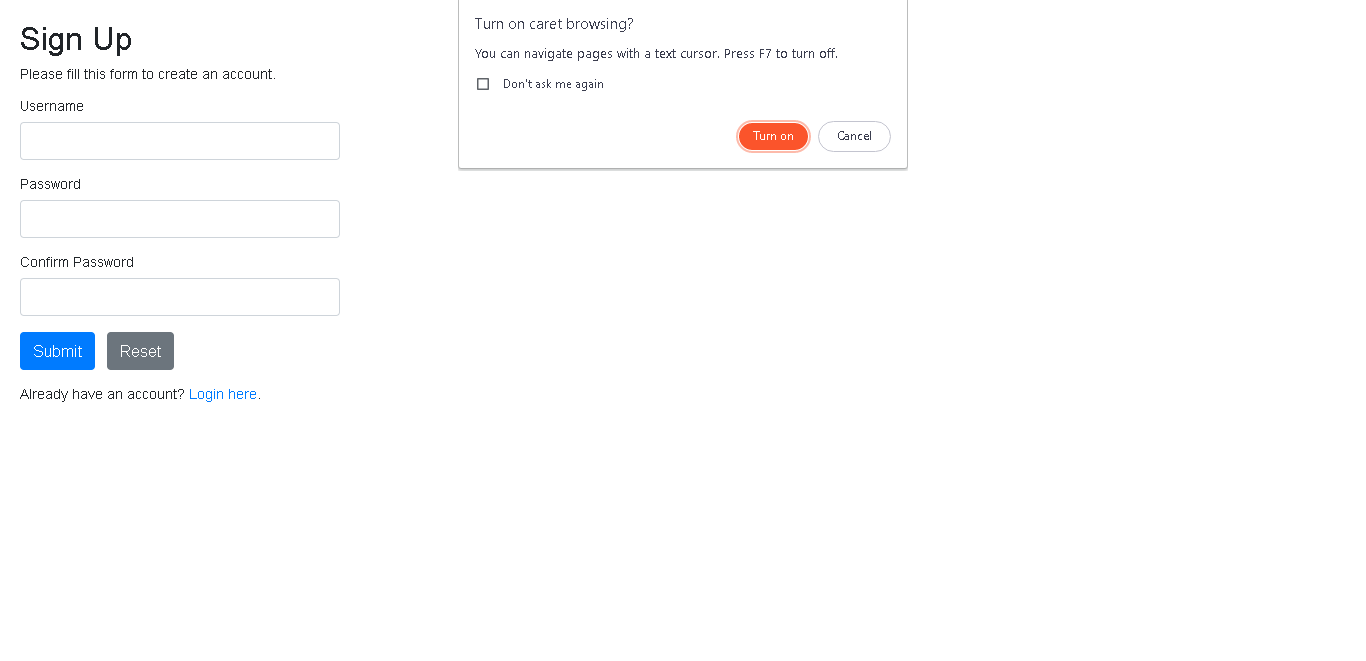 Sign Up
Please fill this form to create an account.
Username
Password
Confirm Password
Submit Reset
Already have an account? Login here.
Turn on caret browsing?
You can navigate pages with a text cursor. Press F7 to turn off.
Don't ask me again
Turn on Cancel